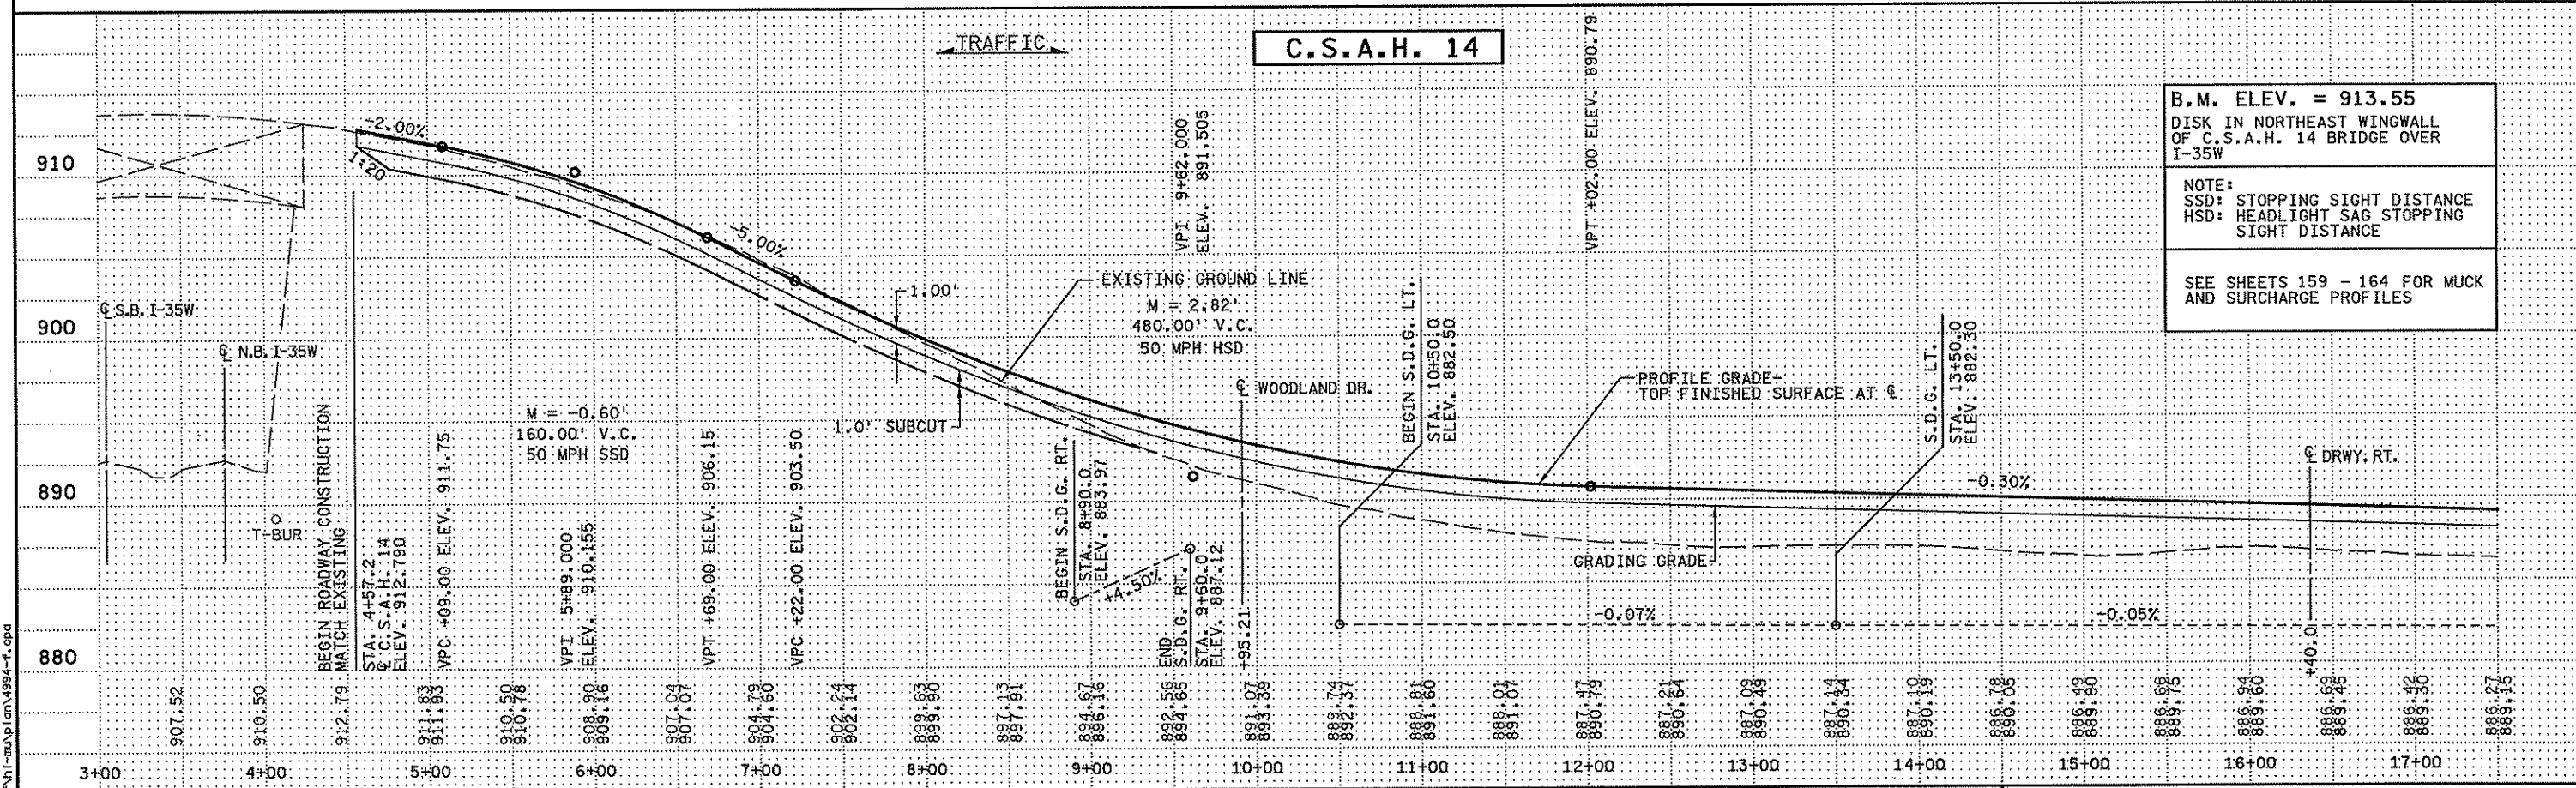 TRAFFIC
C.S.A.H. 14
B.M. ELEV. = 913.55
DISK IN NORTHEAST WINGWALL
OF C.S.A.H. 14 BRIDGE OVER
I-35W
NOTE:
SSD: STOPPING SIGHT DISTANCE
HSD: HEADLIGHT SAG STOPPING
SIGHT DISTANCE
SEE SHEETS 159 - 164 FOR MUCK
AND SURCHARGE PROFILES
910
900
890
880
℄ S.B. I-35W
℄ N.B. I-35W
T-BUR
-2.00%
1:20
BEGIN ROADWAY CONSTRUCTION
MATCH EXISTING
STA. 4+57.2
℄ C.S.A.H. 14
ELEV. 912.790
VPC +09.00 ELEV. 911.75
M = -0.60'
160.00' V.C.
50 MPH SSD
VPI 5+89.000
ELEV. 910.155
VPT +69.00 ELEV. 906.15
-5.00%
VPC +22.00 ELEV. 903.50
1.00'
1.0' SUBCUT
EXISTING GROUND LINE
M = 2.82'
480.00' V.C.
50 MPH HSD
VPI 9+62.000
ELEV. 891.505
BEGIN S.D.G. RT.
STA. 8+90.0
ELEV. 883.97
+4.50%
END
S.D.G. RT.
STA. 9+60.0
ELEV. 887.12
℄ WOODLAND DR.
+95.21
BEGIN S.D.G. LT.
STA. 10+50.0
ELEV. 882.50
VPT +02.00 ELEV. 890.79
PROFILE GRADE-
TOP FINISHED SURFACE AT ℄
GRADING GRADE
-0.07%
S.D.G. LT.
STA. 13+50.0
ELEV. 882.30
-0.30%
-0.05%
℄ DRWY. RT.
+40.0
907.52
910.50
912.79
911.83
911.93
910.50
910.78
908.90
909.16
907.04
907.07
904.79
904.60
902.24
902.14
899.63
899.90
897.13
897.91
894.67
896.16
892.56
894.65
891.07
893.39
889.74
892.37
888.81
891.60
888.01
891.07
887.47
890.79
887.21
890.64
887.09
890.49
887.14
890.34
887.10
890.19
886.78
890.05
886.49
889.90
886.69
889.75
886.94
889.60
886.69
889.45
886.42
889.30
886.27
889.15
3+00
4+00
5+00
6+00
7+00
8+00
9+00
10+00
11+00
12+00
13+00
14+00
15+00
16+00
17+00